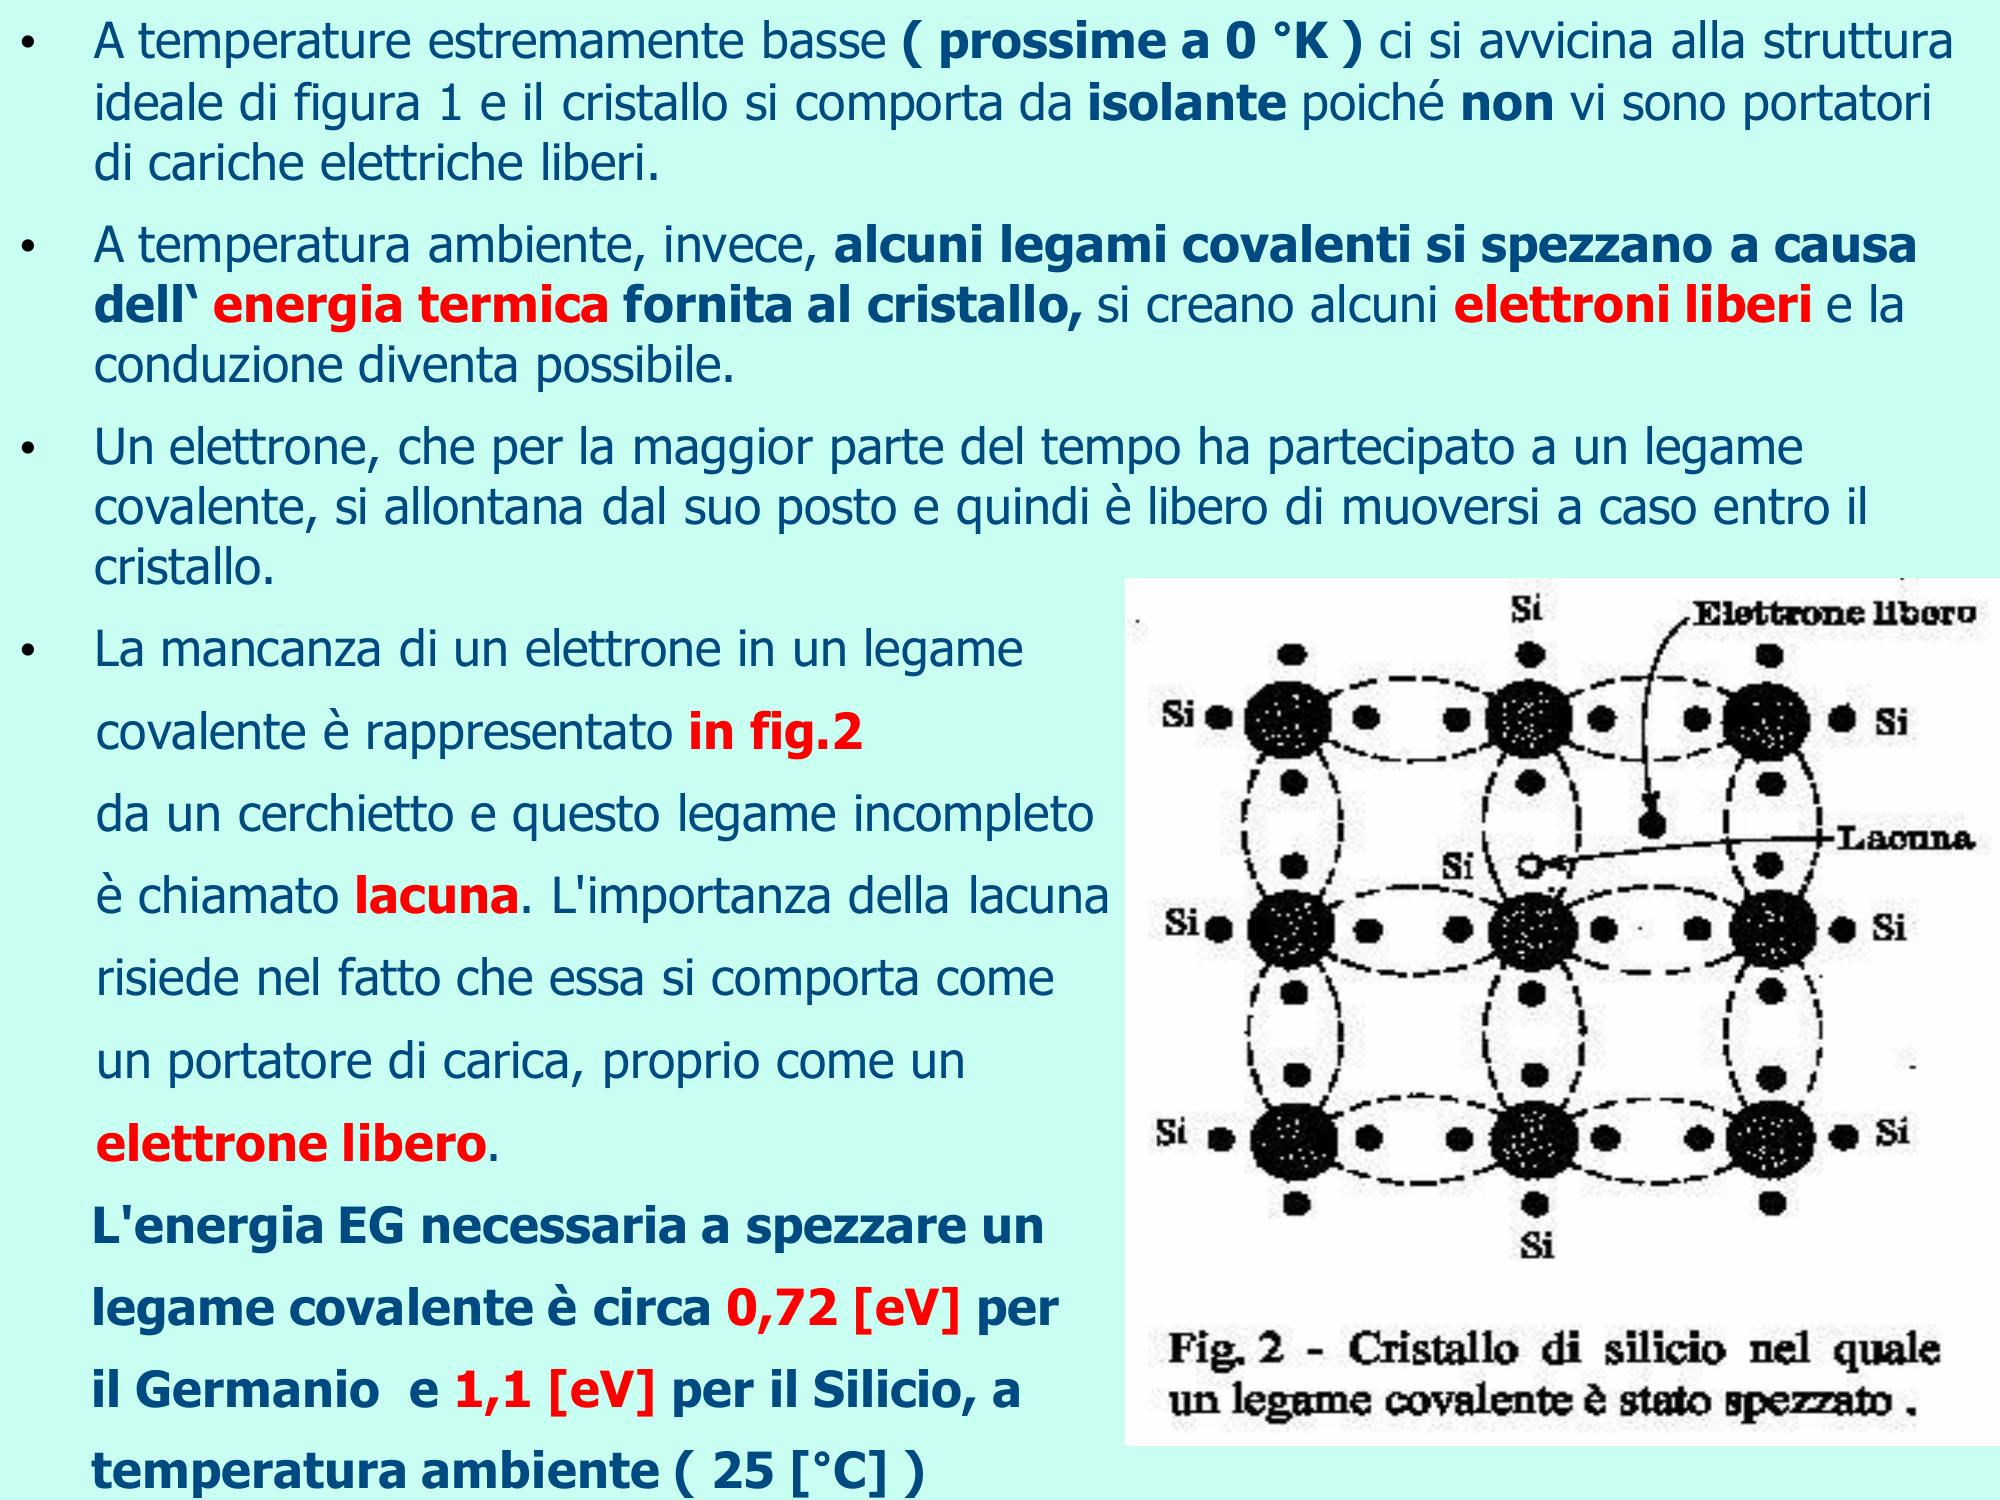 • A temperature estremamente basse ( prossime a 0 °K ) ci si avvicina alla struttura
ideale di figura 1 e il cristallo si comporta da isolante poiché non vi sono portatori
di cariche elettriche liberi.
• A temperatura ambiente, invece, alcuni legami covalenti si spezzano a causa
dell‘ energia termica fornita al cristallo, si creano alcuni elettroni liberi e la
conduzione diventa possibile.
• Un elettrone, che per la maggior parte del tempo ha partecipato a un legame
covalente, si allontana dal suo posto e quindi è libero di muoversi a caso entro il
cristallo.
• La mancanza di un elettrone in un legame
covalente è rappresentato in fig.2
da un cerchietto e questo legame incompleto
è chiamato lacuna. L'importanza della lacuna
risiede nel fatto che essa si comporta come
un portatore di carica, proprio come un
elettrone libero.
L'energia EG necessaria a spezzare un
legame covalente è circa 0,72 [eV] per
il Germanio e 1,1 [eV] per il Silicio, a
temperatura ambiente ( 25 [°C] )
Si
Elettrone libero
Si
Si
Lacuna
Si
Si
Si
Si
Si
Si
Fig. 2 - Cristallo di silicio nel quale
un legame covalente è stato spezzato .